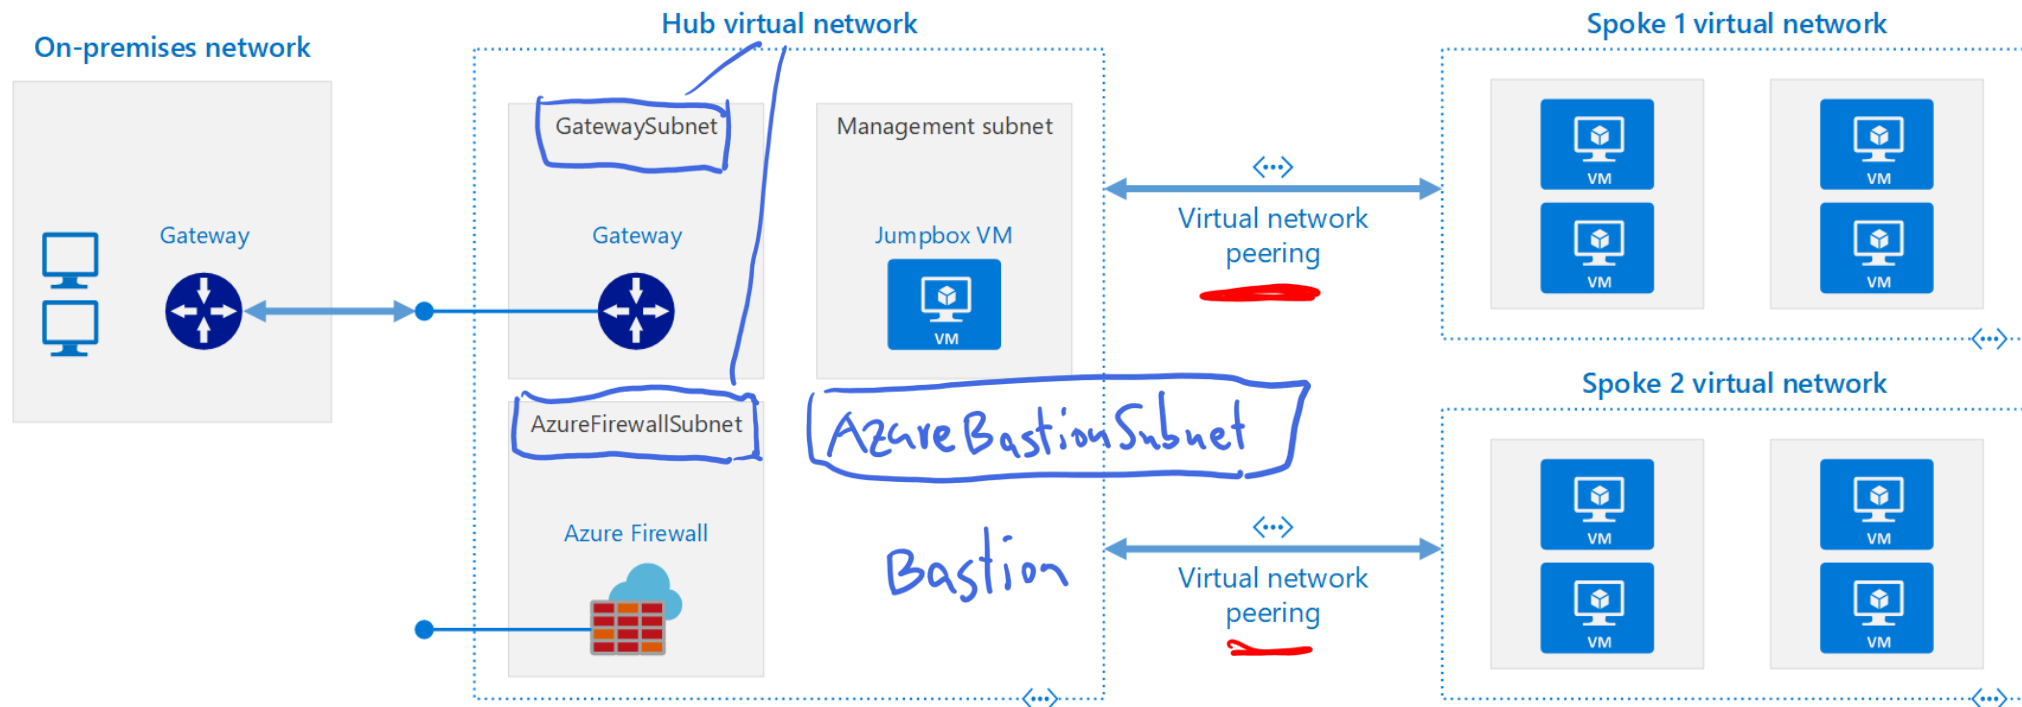 On-premises network
Gateway
Hub virtual network
GatewaySubnet
Gateway
Management subnet
Jumpbox VM
VM
AzureFirewallSubnet
Azure Firewall
AzureBastionSubnet
Bastion
Virtual network
peering
Virtual network
peering
Spoke 1 virtual network
VM
VM
VM
VM
Spoke 2 virtual network
VM
VM
VM
VM